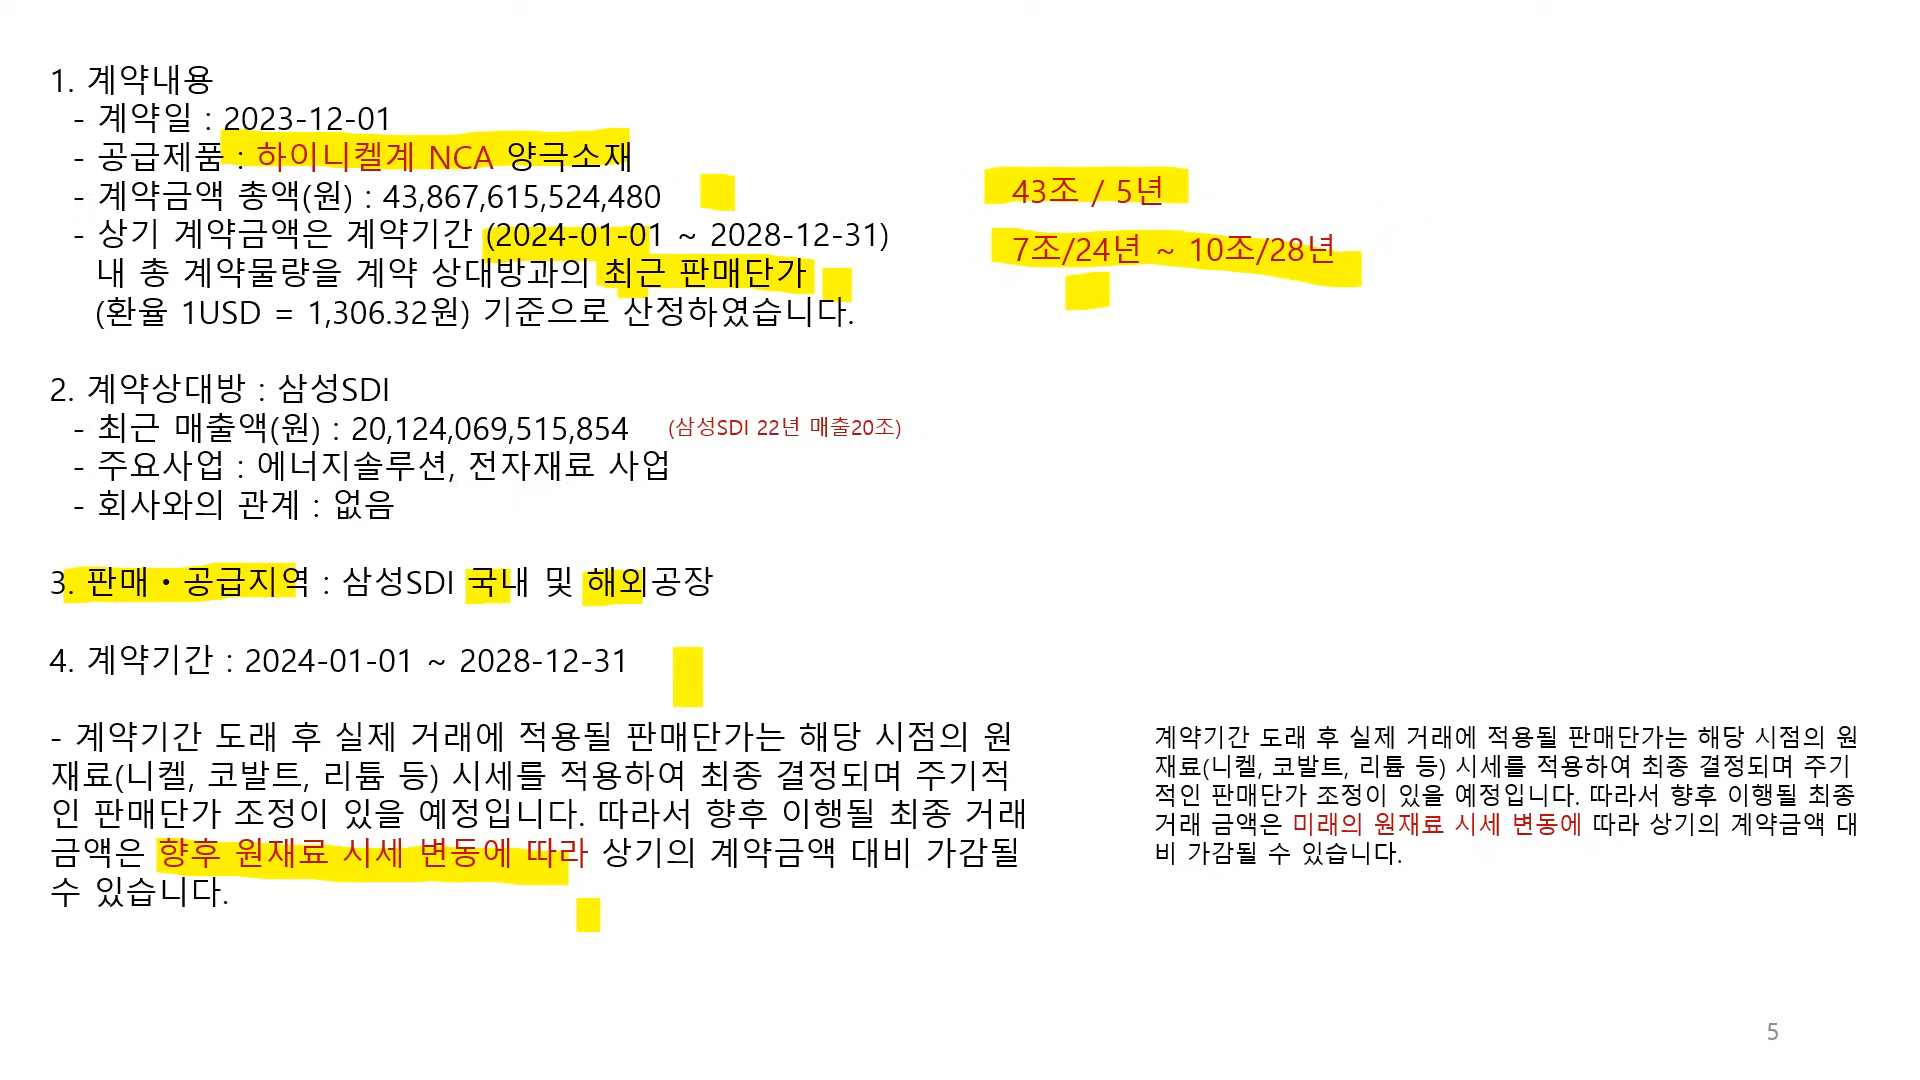 1. 계약내용
- 계약일 : 2023-12-01
- 공급제품 : 하이니켈계 NCA 양극소재
- 계약금액 총액(원) : 43,867,615,524,480
43조 / 5년
- 상기 계약금액은 계약기간 (2024-01-01 ~ 2028-12-31)
7조/24년 ~ 10조/28년
내 총 계약물량을 계약 상대방과의 최근 판매단가
(환율 1USD = 1,306.32원) 기준으로 산정하였습니다.
2. 계약상대방 : 삼성SDI
- 최근 매출액(원) : 20,124,069,515,854 (삼성SDI 22년 매출20조)
- 주요사업 : 에너지솔루션, 전자재료 사업
- 회사와의 관계 : 없음
3. 판매・공급지역 : 삼성SDI 국내 및 해외공장
4. 계약기간 : 2024-01-01 ~ 2028-12-31
- 계약기간 도래 후 실제 거래에 적용될 판매단가는 해당 시점의 원
재료(니켈, 코발트, 리튬 등) 시세를 적용하여 최종 결정되며 주기적
인 판매단가 조정이 있을 예정입니다. 따라서 향후 이행될 최종 거래
금액은 향후 원재료 시세 변동에 따라 상기의 계약금액 대비 가감될
수 있습니다.
계약기간 도래 후 실제 거래에 적용될 판매단가는 해당 시점의 원
재료(니켈, 코발트, 리튬 등) 시세를 적용하여 최종 결정되며 주기
적인 판매단가 조정이 있을 예정입니다. 따라서 향후 이행될 최종
거래 금액은 미래의 원재료 시세 변동에 따라 상기의 계약금액 대
비 가감될 수 있습니다.
5